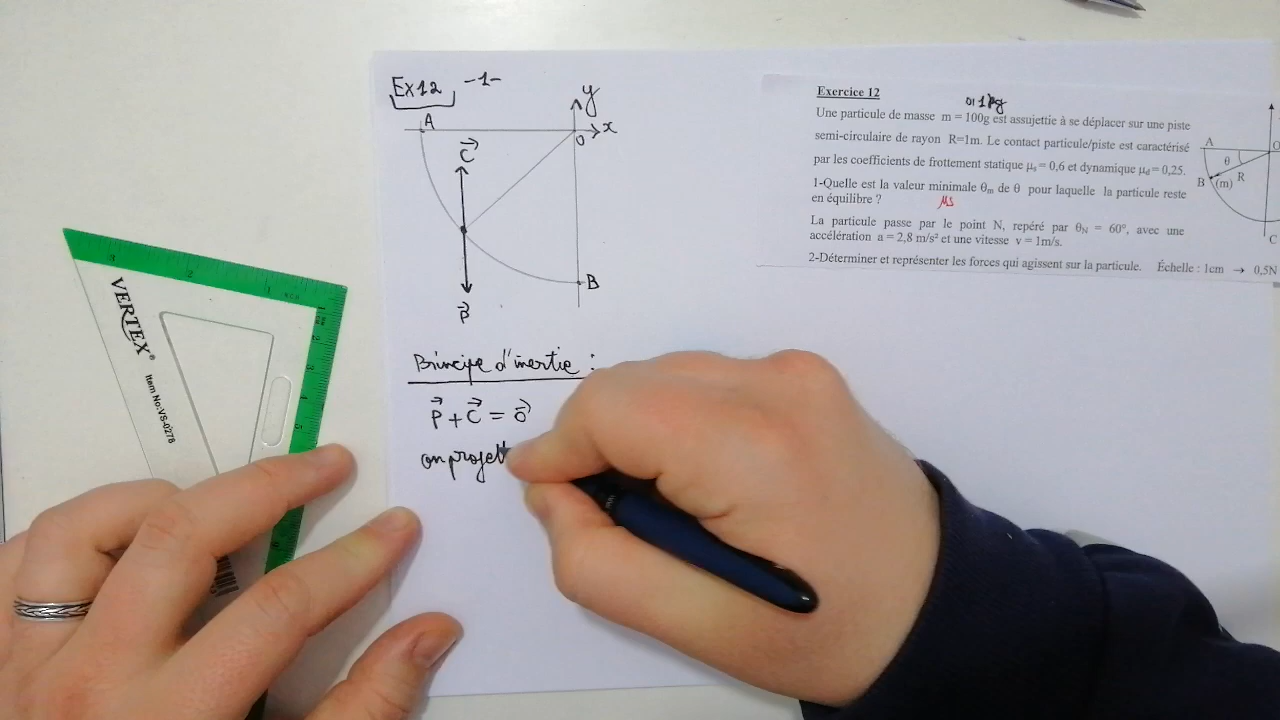 Ex12 -1-
y
A
x
O
C
B
P
Principe d'inertie :
P + C = 0
on projett
Exercice 12
0,1kg
Une particule de masse m = 100g est assujettie à se déplacer sur une piste
semi-circulaire de rayon R=1m. Le contact particule/piste est caractérisé
par les coefficients de frottement statique μs = 0,6 et dynamique μd = 0,25.
1-Quelle est la valeur minimale θm de θ pour laquelle la particule reste
en équilibre ?
μs
La particule passe par le point N, repéré par θN = 60°, avec une
accélération a = 2,8 m/s² et une vitesse v = 1m/s.
2-Déterminer et représenter les forces qui agissent sur la particule. Échelle : 1cm → 0,5N
A
O
θ
R
B
(m)
C
VERTEX®
Item No:VS-0278